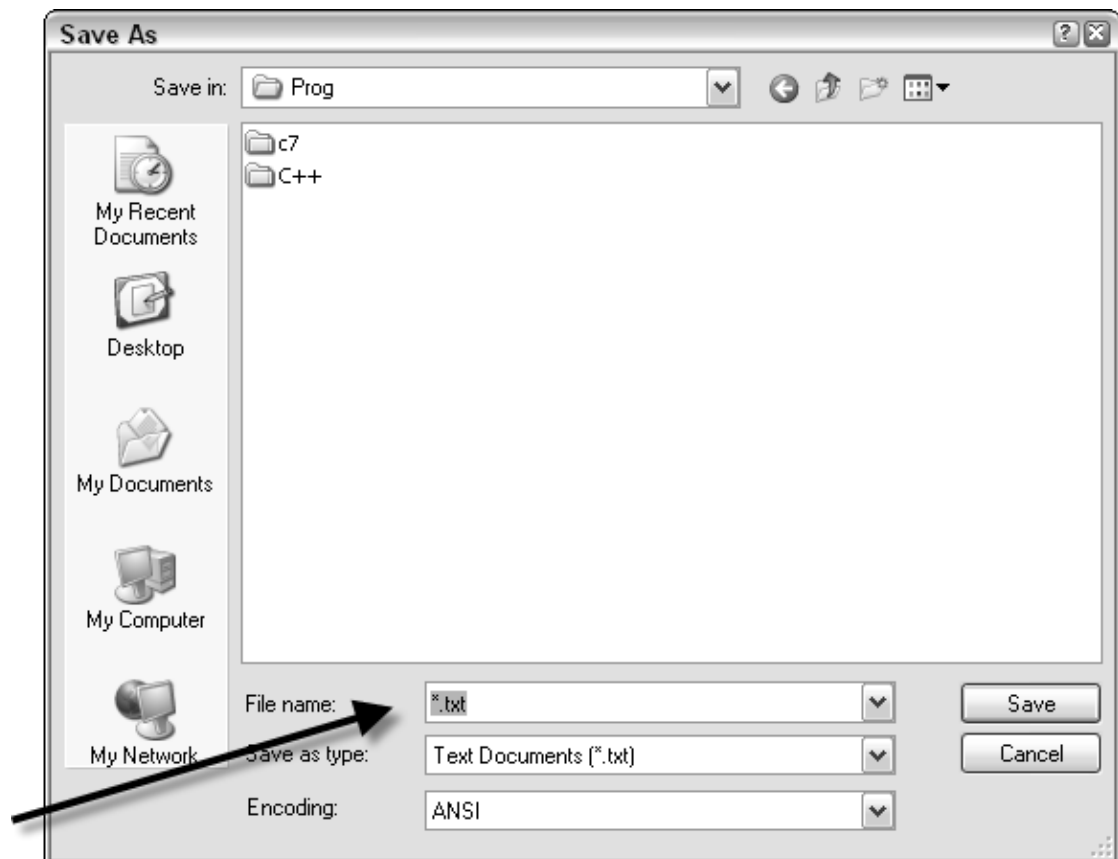 Save As
Save in: Prog
c7
C++
My Recent
Documents
Desktop
My Documents
My Computer
My Network
File name: *.txt
Save
Save as type: Text Documents (*.txt)
Cancel
Encoding: ANSI